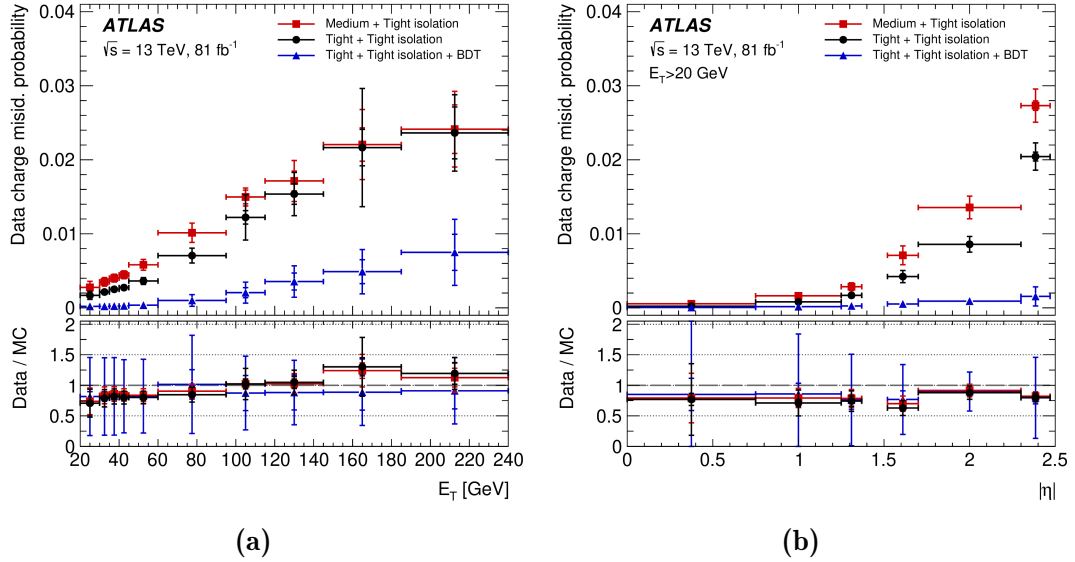 ATLAS
√s = 13 TeV, 81 fb⁻¹
Medium + Tight isolation
Tight + Tight isolation
Tight + Tight isolation + BDT
Data charge misid. probability
0.04
0.03
0.02
0.01
0
Data / MC
2
1.5
1
0.5
0
20 40 60 80 100 120 140 160 180 200 220 240
E_T [GeV]
(a)
ATLAS
√s = 13 TeV, 81 fb⁻¹
E_T>20 GeV
Medium + Tight isolation
Tight + Tight isolation
Tight + Tight isolation + BDT
Data charge misid. probability
0.04
0.03
0.02
0.01
0
Data / MC
2
1.5
1
0.5
0
0 0.5 1 1.5 2 2.5
|η|
(b)